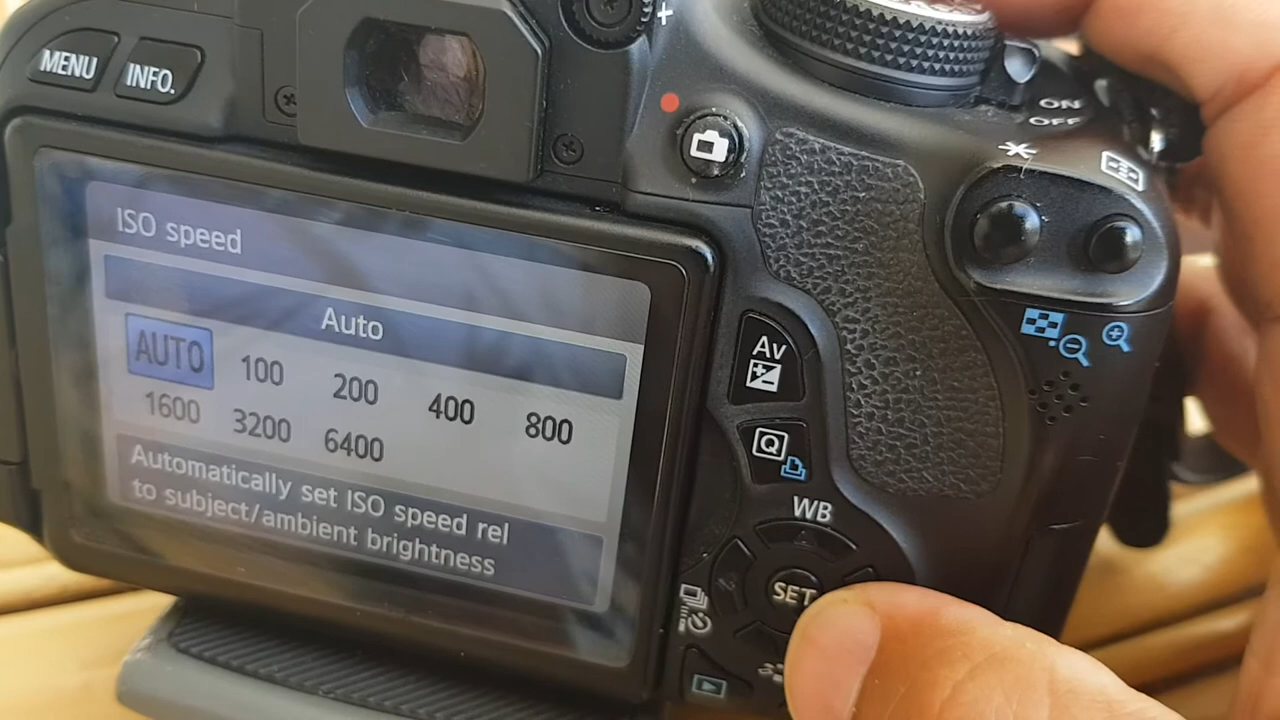 MENU
INFO.
ON
OFF
ISO speed
Auto
AUTO 100 200 400 800
1600 3200 6400
Automatically set ISO speed rel
to subject/ambient brightness
Av
Q
WB
SET